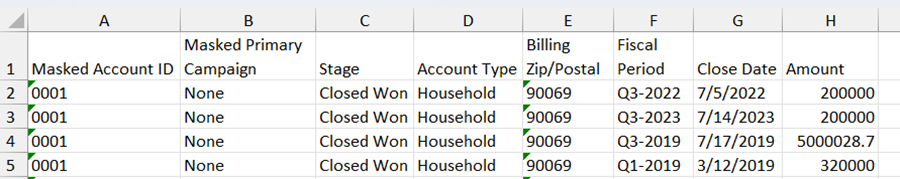 A B C D E F G H
Masked Primary Billing Fiscal
1 Masked Account ID Campaign Stage Account Type Zip/Postal Period Close Date Amount
2 0001 None Closed Won Household 90069 Q3-2022 7/5/2022 200000
3 0001 None Closed Won Household 90069 Q3-2023 7/14/2023 200000
4 0001 None Closed Won Household 90069 Q3-2019 7/17/2019 5000028.7
5 0001 None Closed Won Household 90069 Q1-2019 3/12/2019 320000